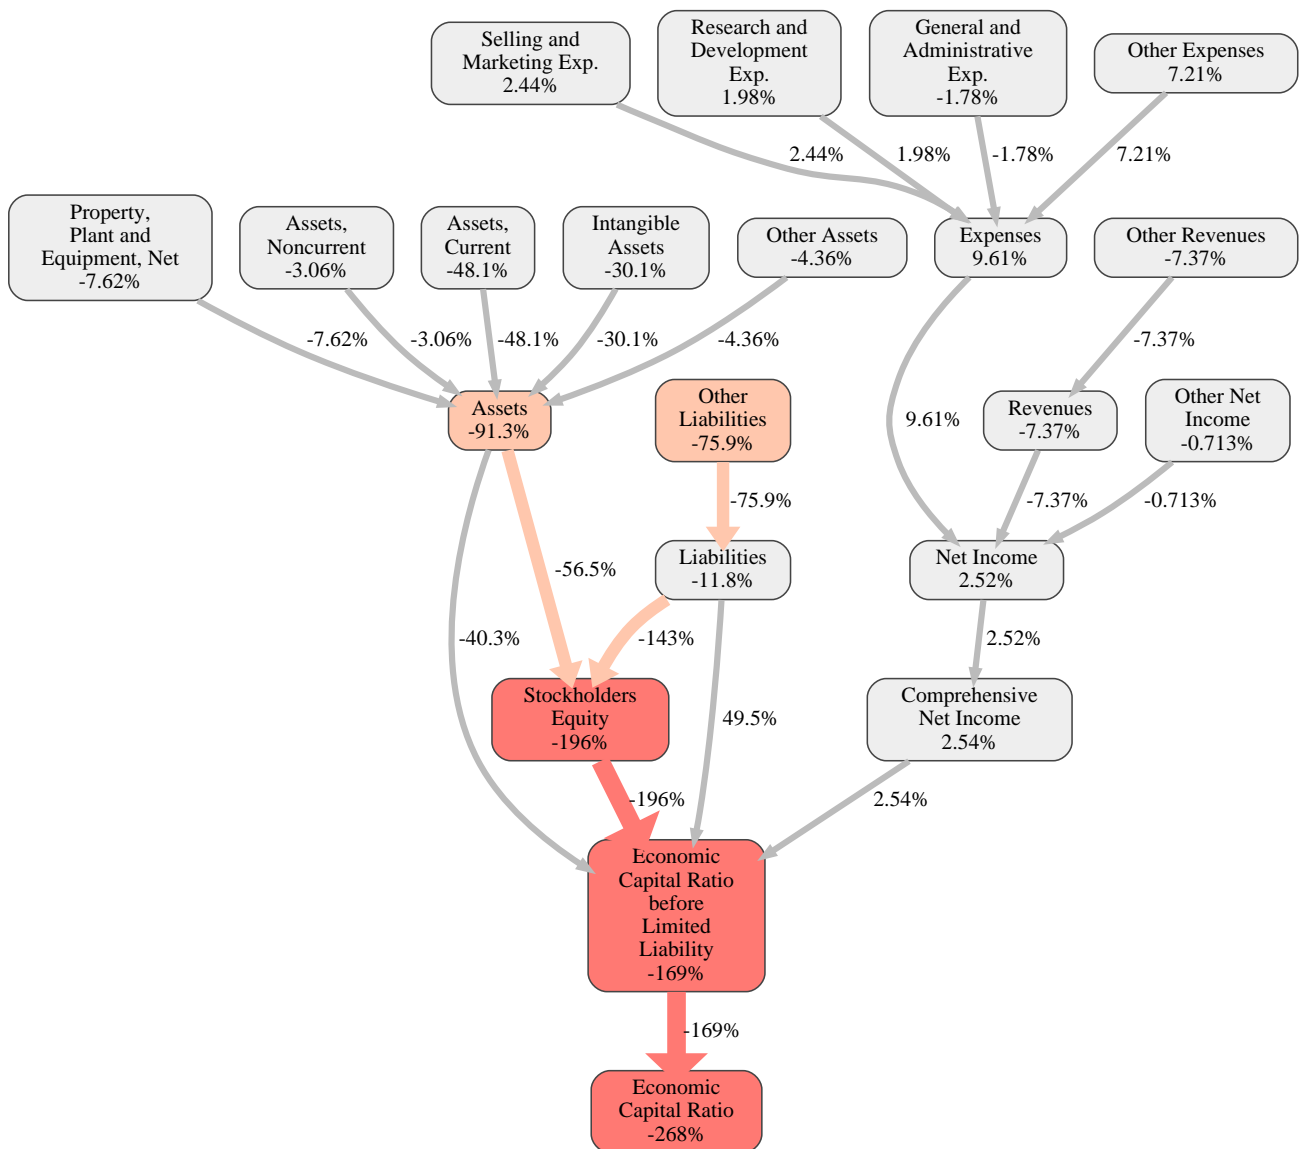 Selling and
Marketing Exp.
2.44%
Research and
Development
Exp.
1.98%
General and
Administrative
Exp.
-1.78%
Other Expenses
7.21%
2.44%
1.98%
-1.78%
7.21%
Property,
Plant and
Equipment, Net
-7.62%
Assets,
Noncurrent
-3.06%
Assets,
Current
-48.1%
Intangible
Assets
-30.1%
Other Assets
-4.36%
Expenses
9.61%
Other Revenues
-7.37%
-7.62%
-3.06%
-48.1%
-30.1%
-4.36%
-7.37%
Assets
-91.3%
Other
Liabilities
-75.9%
9.61%
Revenues
-7.37%
Other Net
Income
-0.713%
-75.9%
-7.37%
-0.713%
-56.5%
Liabilities
-11.8%
Net Income
2.52%
-40.3%
-143%
2.52%
Stockholders
Equity
-196%
49.5%
Comprehensive
Net Income
2.54%
-196%
2.54%
Economic
Capital Ratio
before
Limited
Liability
-169%
-169%
Economic
Capital Ratio
-268%